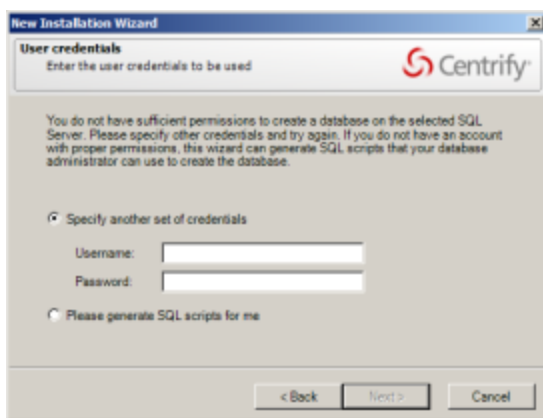 New Installation Wizard
User credentials
Enter the user credentials to be used
Centrify
You do not have sufficient permissions to create a database on the selected SQL
Server. Please specify other credentials and try again. If you do not have an account
with proper permissions, this wizard can generate SQL scripts that your database
administrator can use to create the database.
Specify another set of credentials
Username:
Password:
Please generate SQL scripts for me
< Back
Next >
Cancel